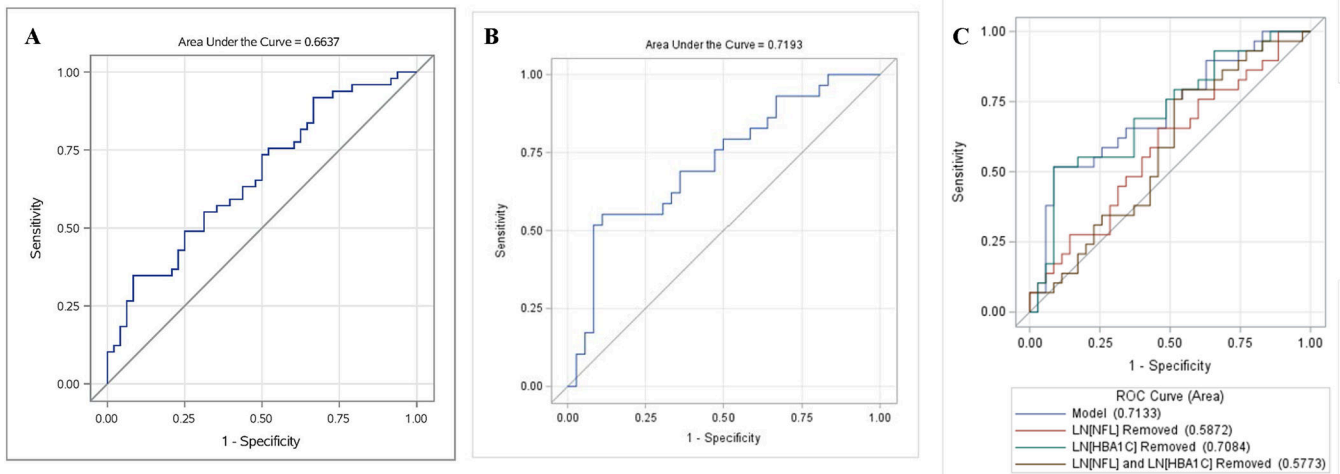 A
Area Under the Curve = 0.6637
1.00
0.75
0.50
0.25
0.00
Sensitivity
0.00 0.25 0.50 0.75 1.00
1 - Specificity
B
Area Under the Curve = 0.7193
1.00
0.75
0.50
0.25
0.00
Sensitivity
0.00 0.25 0.50 0.75 1.00
1 - Specificity
C
1.00
0.75
0.50
0.25
0.00
Sensitivity
0.00 0.25 0.50 0.75 1.00
1 - Specificity
ROC Curve (Area)
Model (0.7133)
LN[NFL] Removed (0.5872)
LN[HBA1C] Removed (0.7084)
LN[NFL] and LN[HBA1C] Removed (0.5773)